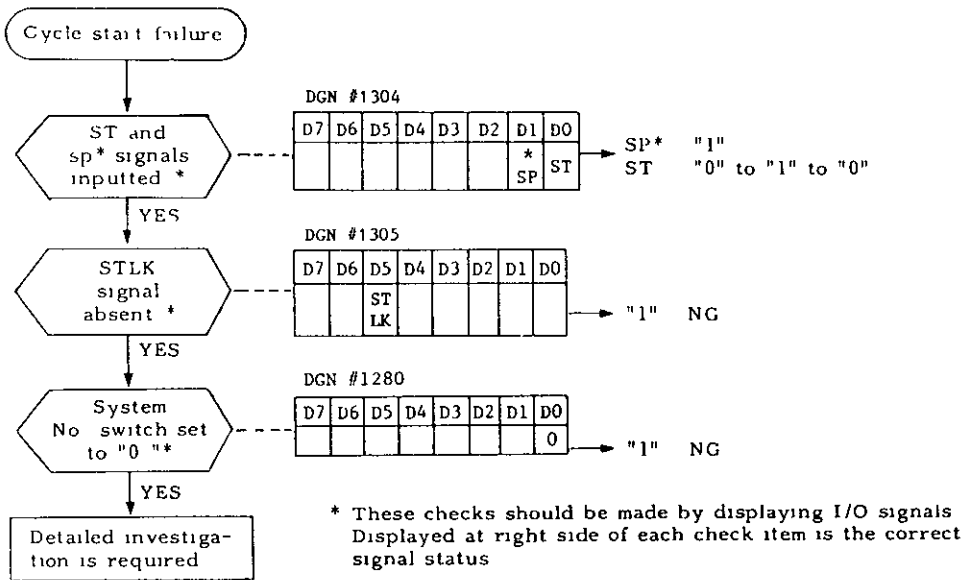 Cycle start failure
ST and
sp* signals
inputted *
YES
DGN #1304
D7 D6 D5 D4 D3 D2 D1 D0
*
SP ST
SP* "1"
ST "0" to "1" to "0"
STLK
signal
absent *
YES
DGN #1305
D7 D6 D5 D4 D3 D2 D1 D0
ST
LK
"1" NG
System
No switch set
to "0 "*
YES
DGN #1280
D7 D6 D5 D4 D3 D2 D1 D0
0
"1" NG
Detailed investiga-
tion is required
* These checks should be made by displaying I/O signals
Displayed at right side of each check item is the correct
signal status